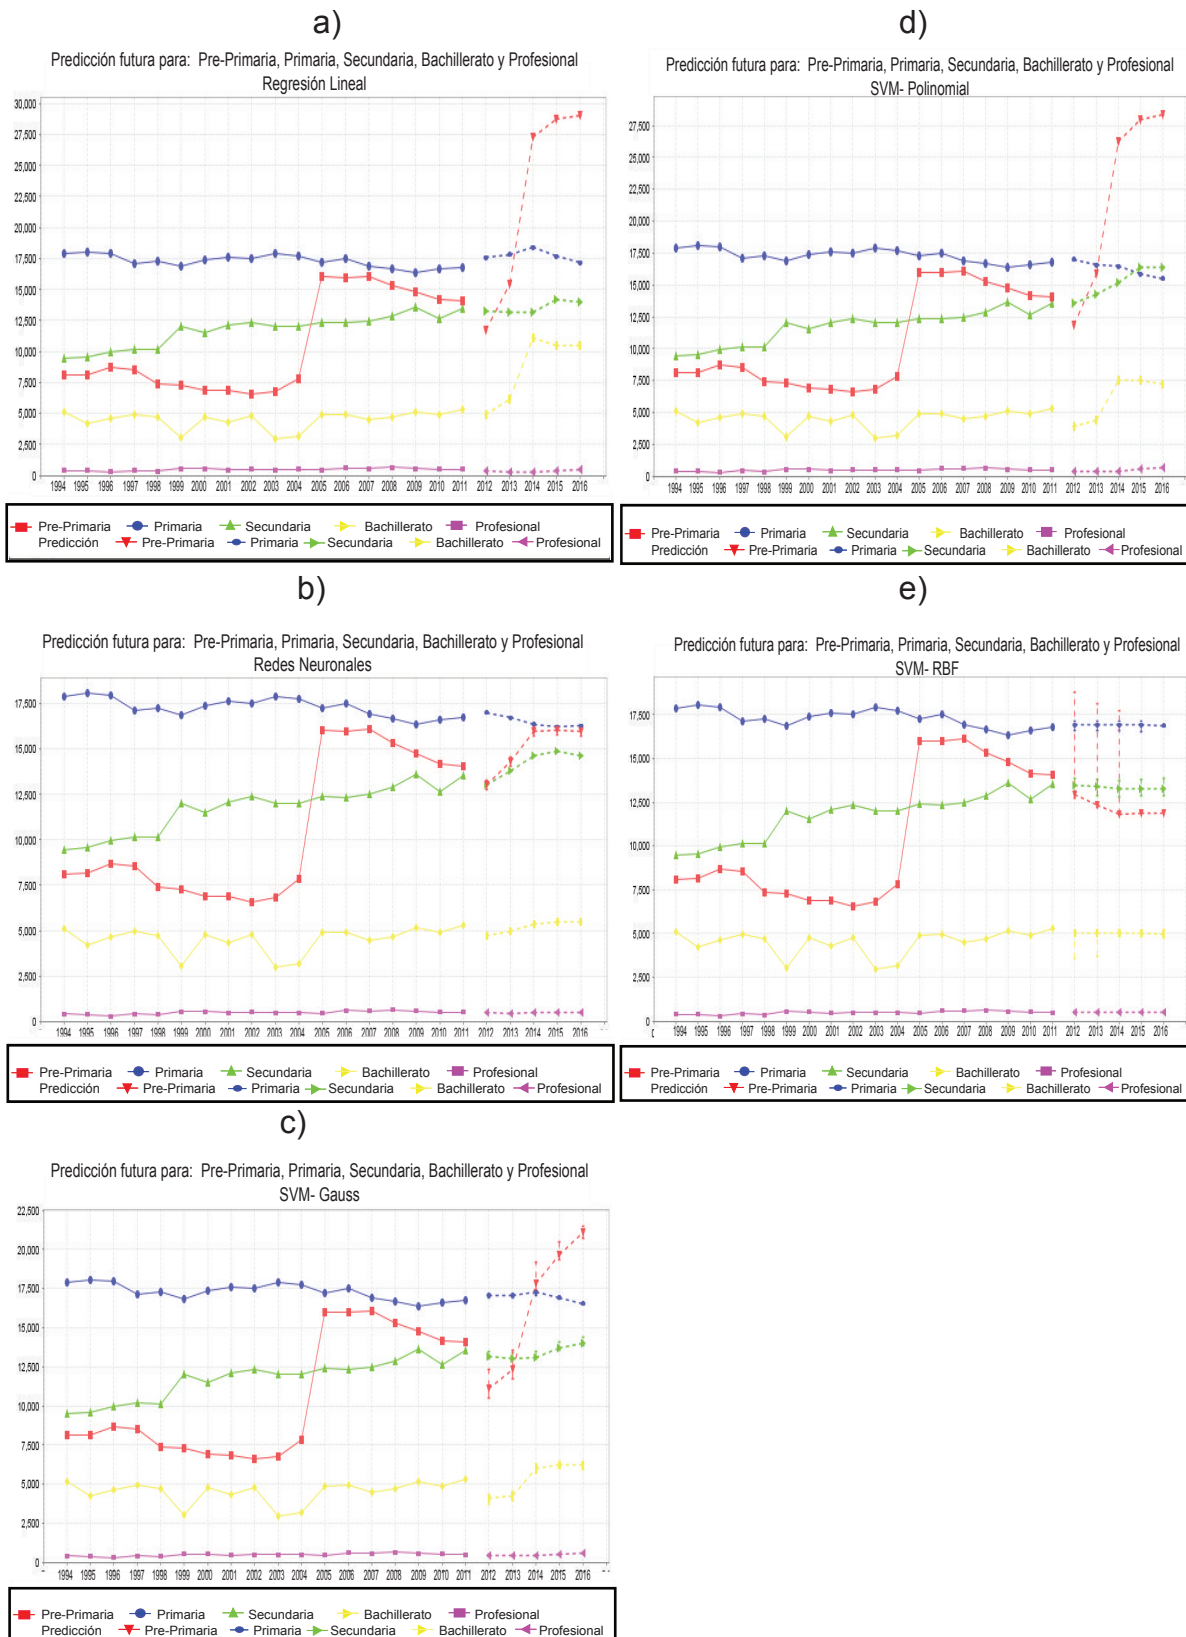 a)
Predicción futura para: Pre-Primaria, Primaria, Secundaria, Bachillerato y Profesional
Regresión Lineal
30,000
27,500
25,000
22,500
20,000
17,500
15,000
12,500
10,000
7,500
5,000
2,500
0
1994 1995 1996 1997 1998 1999 2000 2001 2002 2003 2004 2005 2006 2007 2008 2009 2010 2011 2012 2013 2014 2015 2016
Pre-Primaria Primaria Secundaria Bachillerato Profesional
Predicción Pre-Primaria Primaria Secundaria Bachillerato Profesional
b)
Predicción futura para: Pre-Primaria, Primaria, Secundaria, Bachillerato y Profesional
Redes Neuronales
17,500
15,000
12,500
10,000
7,500
5,000
2,500
0
1994 1995 1996 1997 1998 1999 2000 2001 2002 2003 2004 2005 2006 2007 2008 2009 2010 2011 2012 2013 2014 2015 2016
Pre-Primaria Primaria Secundaria Bachillerato Profesional
Predicción Pre-Primaria Primaria Secundaria Bachillerato Profesional
c)
Predicción futura para: Pre-Primaria, Primaria, Secundaria, Bachillerato y Profesional
SVM- Gauss
22,500
20,000
17,500
15,000
12,500
10,000
7,500
5,000
2,500
0
1994 1995 1996 1997 1998 1999 2000 2001 2002 2003 2004 2005 2006 2007 2008 2009 2010 2011 2012 2013 2014 2015 2016
Pre-Primaria Primaria Secundaria Bachillerato Profesional
Predicción Pre-Primaria Primaria Secundaria Bachillerato Profesional
d)
Predicción futura para: Pre-Primaria, Primaria, Secundaria, Bachillerato y Profesional
SVM- Polinomial
27,500
25,000
22,500
20,000
17,500
15,000
12,500
10,000
7,500
5,000
2,500
0
1994 1995 1996 1997 1998 1999 2000 2001 2002 2003 2004 2005 2006 2007 2008 2009 2010 2011 2012 2013 2014 2015 2016
Pre-Primaria Primaria Secundaria Bachillerato Profesional
Predicción Pre-Primaria Primaria Secundaria Bachillerato Profesional
e)
Predicción futura para: Pre-Primaria, Primaria, Secundaria, Bachillerato y Profesional
SVM- RBF
17,500
15,000
12,500
10,000
7,500
5,000
2,500
0
1994 1995 1996 1997 1998 1999 2000 2001 2002 2003 2004 2005 2006 2007 2008 2009 2010 2011 2012 2013 2014 2015 2016
Pre-Primaria Primaria Secundaria Bachillerato Profesional
Predicción Pre-Primaria Primaria Secundaria Bachillerato Profesional